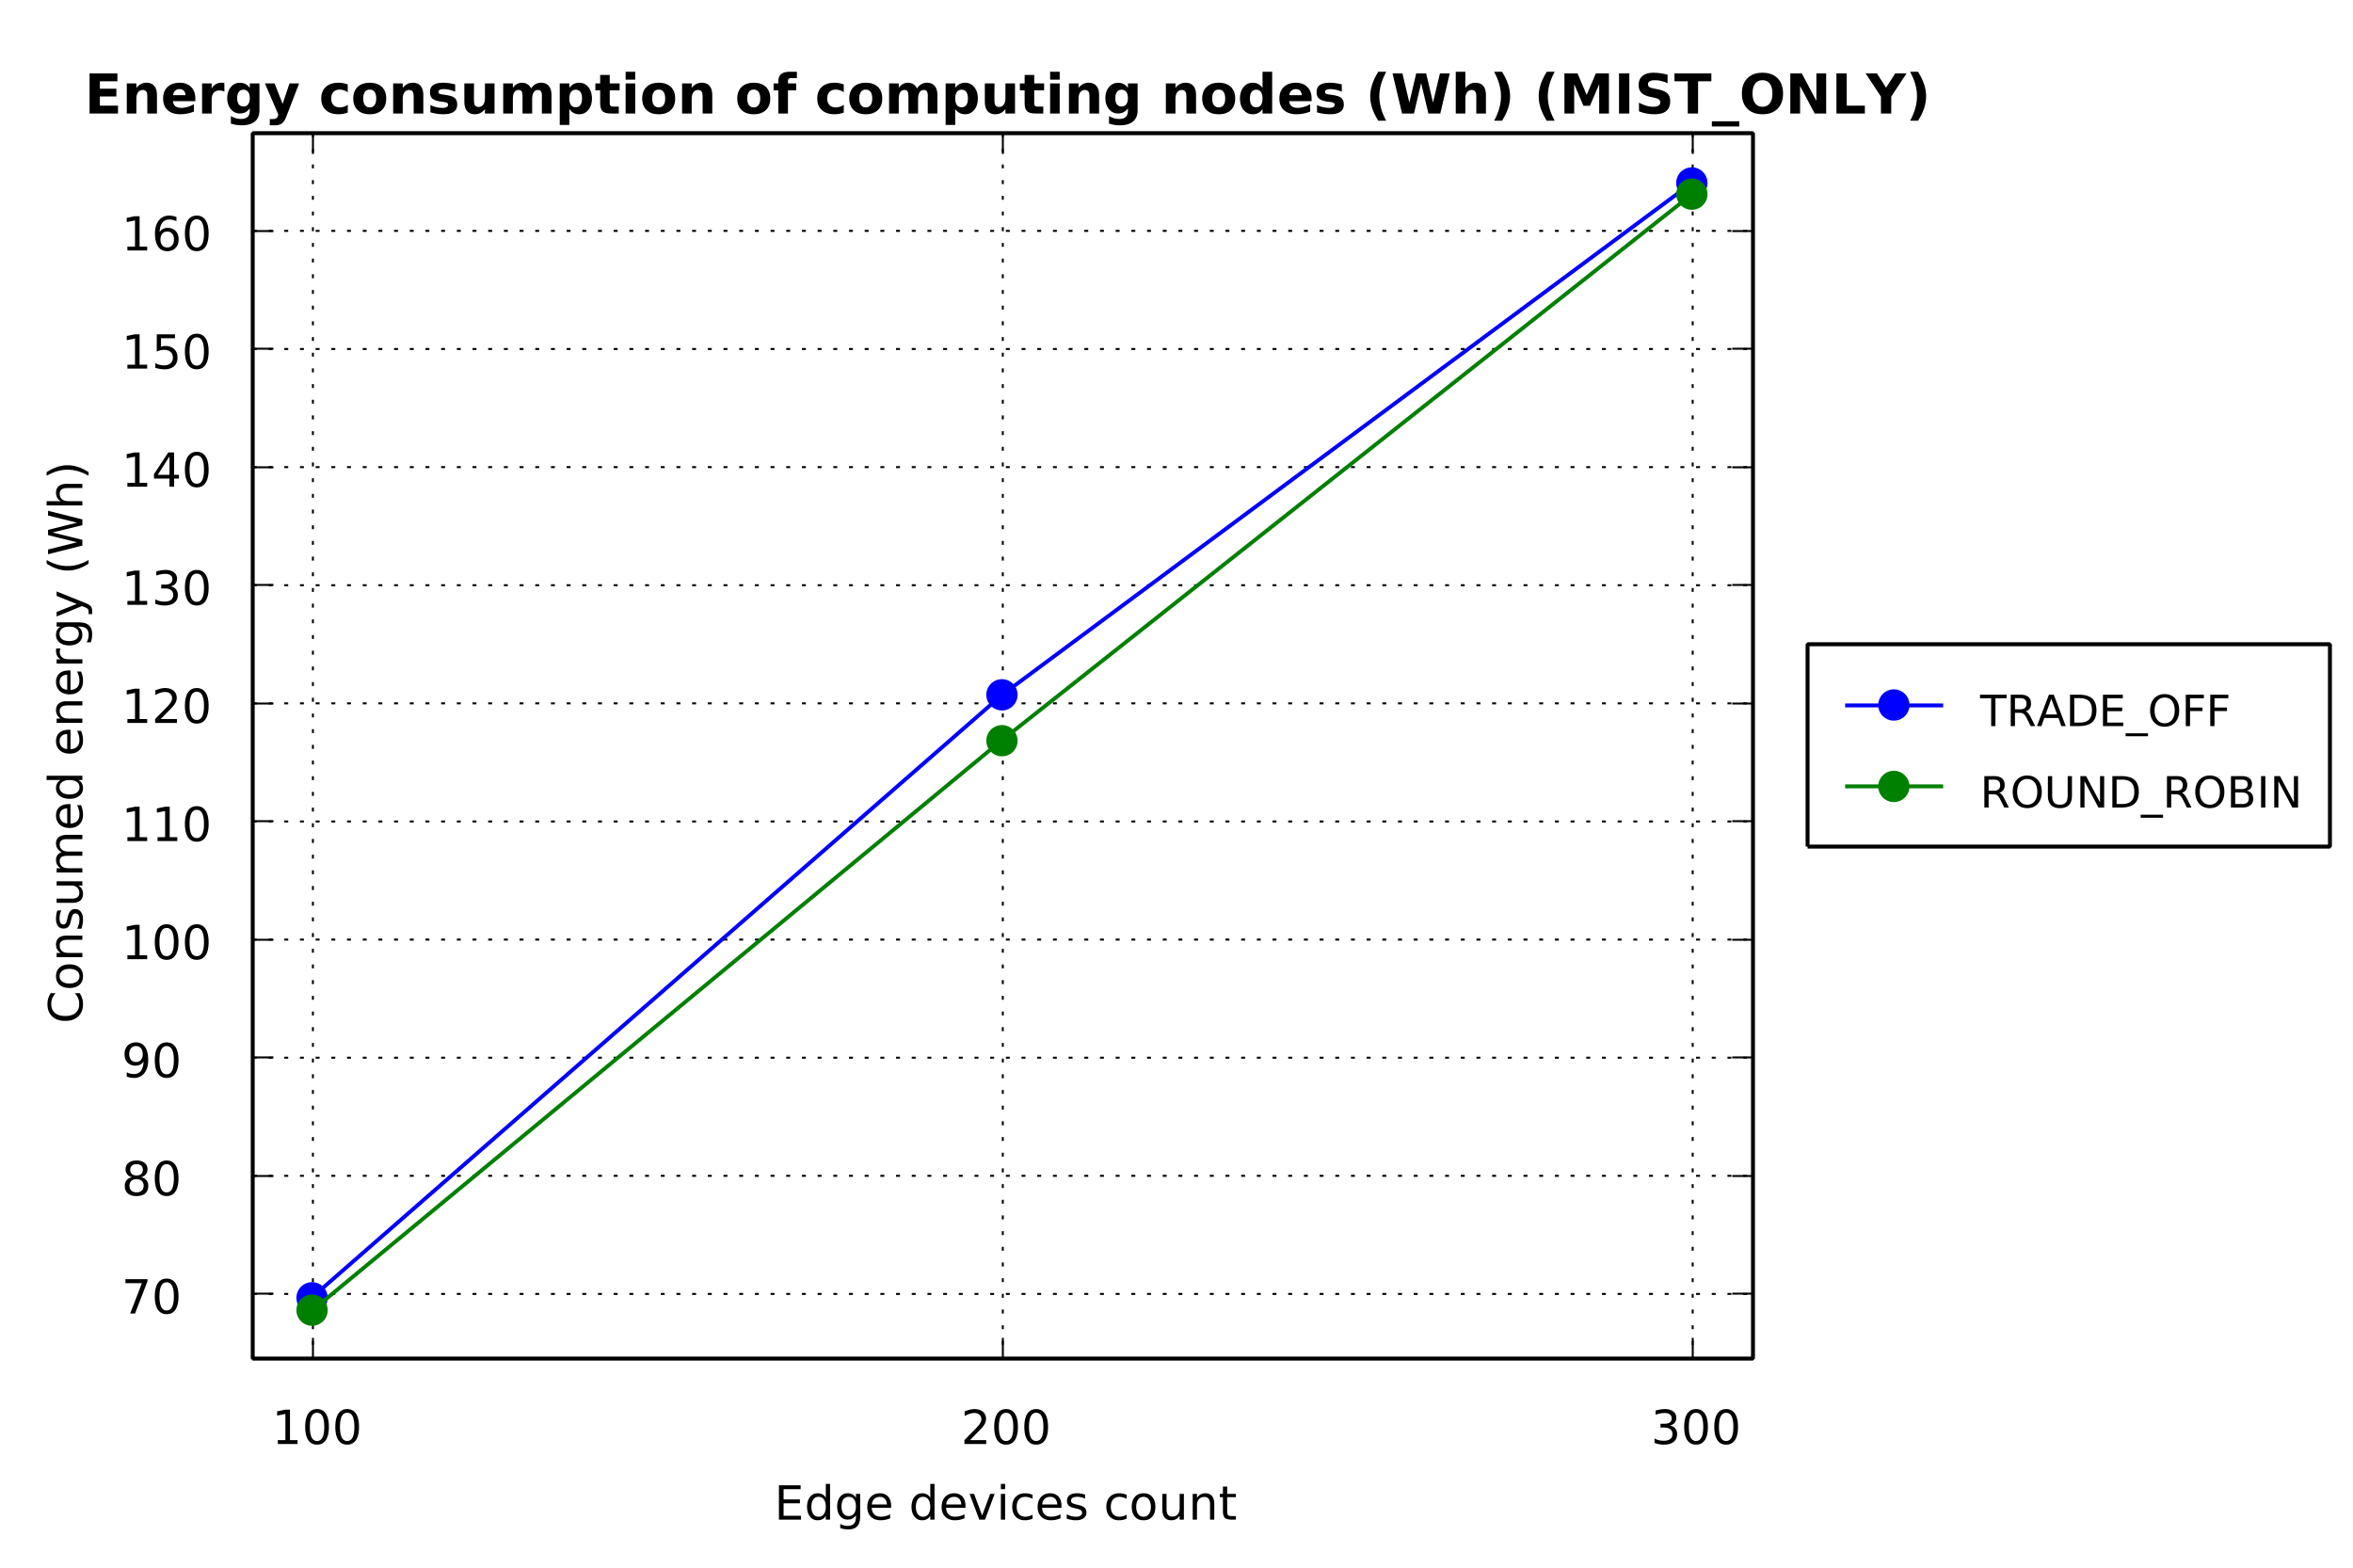 Energy consumption of computing nodes (Wh) (MIST_ONLY)
160
150
140
130
120
110
100
90
80
70
Consumed energy (Wh)
100 200 300
Edge devices count
TRADE_OFF
ROUND_ROBIN